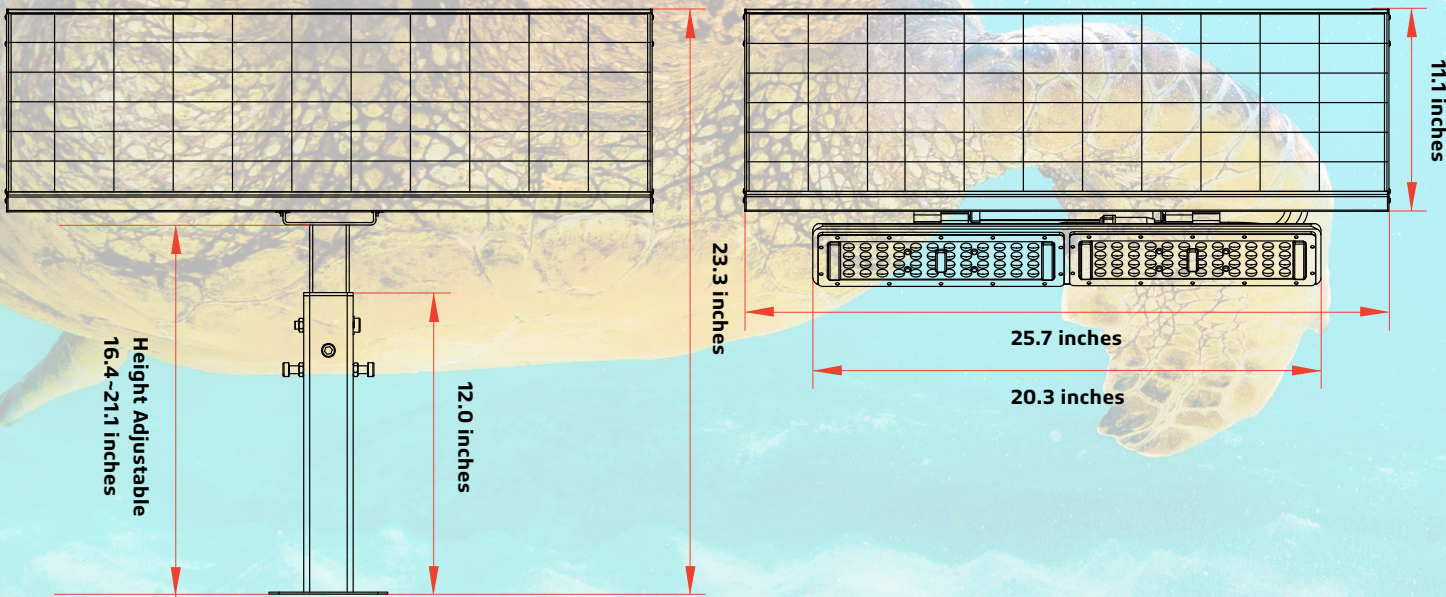 Height Adjustable
16.4~21.1 inches
12.0 inches
23.3 inches
25.7 inches
20.3 inches
11.1 inches